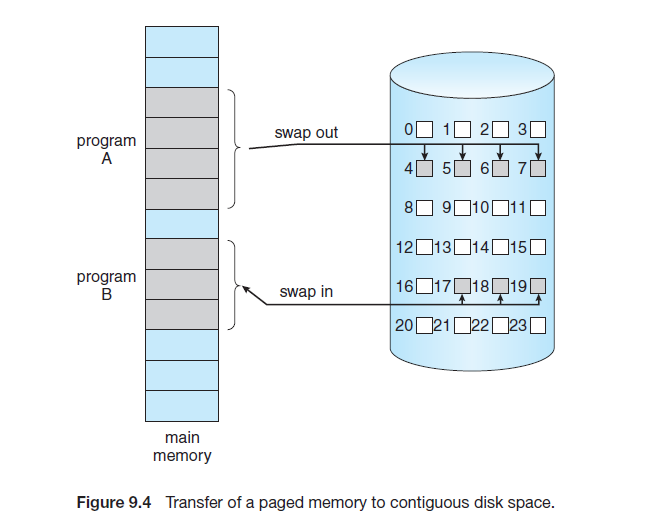 program
A
swap out
0 1 2 3
4 5 6 7
8 9 10 11
12 13 14 15
program
B
swap in
16 17 18 19
20 21 22 23
main
memory
Figure 9.4 Transfer of a paged memory to contiguous disk space.